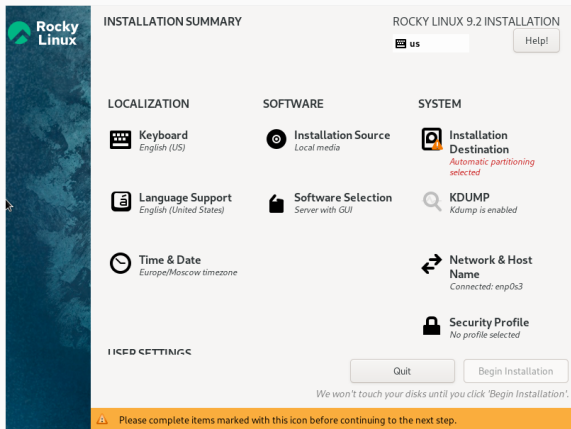 Rocky
Linux
INSTALLATION SUMMARY
ROCKY LINUX 9.2 INSTALLATION
us
Help!
LOCALIZATION
Keyboard
English (US)
Language Support
English (United States)
Time & Date
Europe/Moscow timezone
SOFTWARE
Installation Source
Local media
Software Selection
Server with GUI
SYSTEM
Installation
Destination
Automatic partitioning
selected
KDUMP
Kdump is enabled
Network & Host
Name
Connected: enp0s3
Security Profile
No profile selected
USER SETTINGS
Quit
Begin Installation
We won't touch your disks until you click 'Begin Installation'.
Please complete items marked with this icon before continuing to the next step.